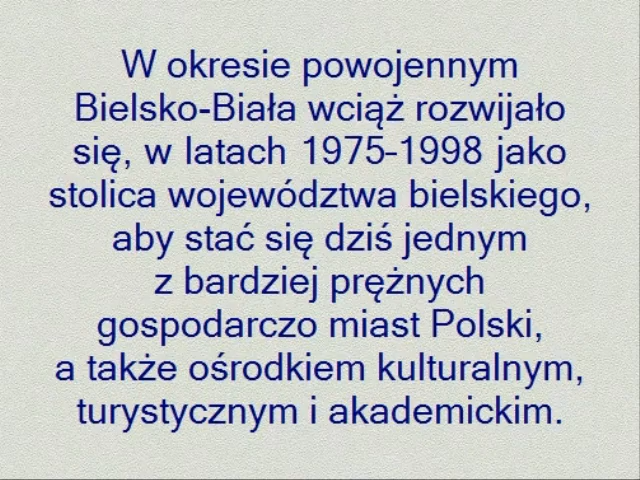 W okresie powojennym
Bielsko-Biała wciąż rozwijało
się, w latach 1975-1998 jako
stolica województwa bielskiego,
aby stać się dziś jednym
z bardziej prężnych
gospodarczo miast Polski,
a także ośrodkiem kulturalnym,
turystycznym i akademickim.